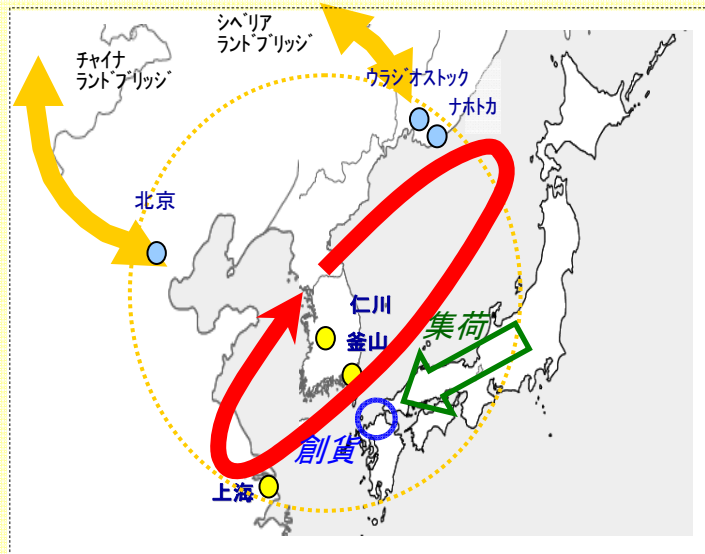 シベリア
ランドブリッジ
チャイナ
ランドブリッジ
ウラジオストック
ナホトカ
北京
仁川
釜山
集荷
創貨
上海